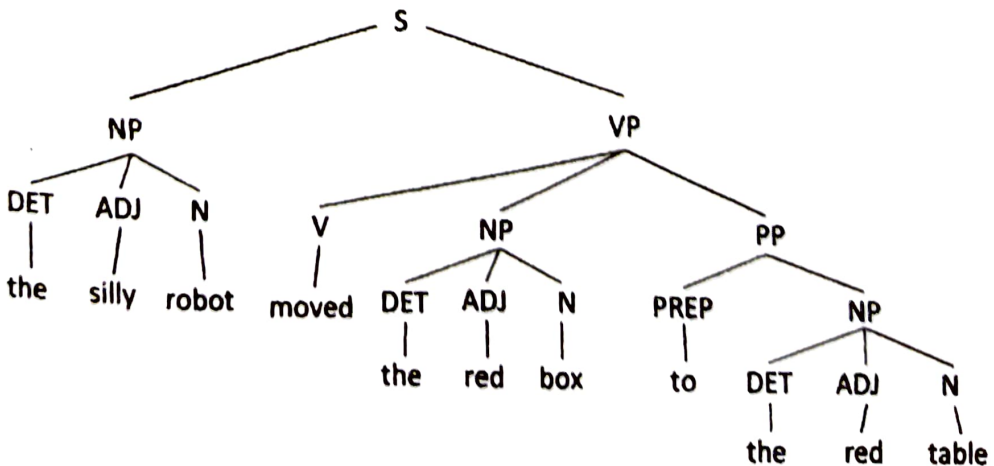 S
NP VP
DET ADJ N V NP PP
the silly robot moved DET ADJ N PREP NP
the red box to DET ADJ N
the red table